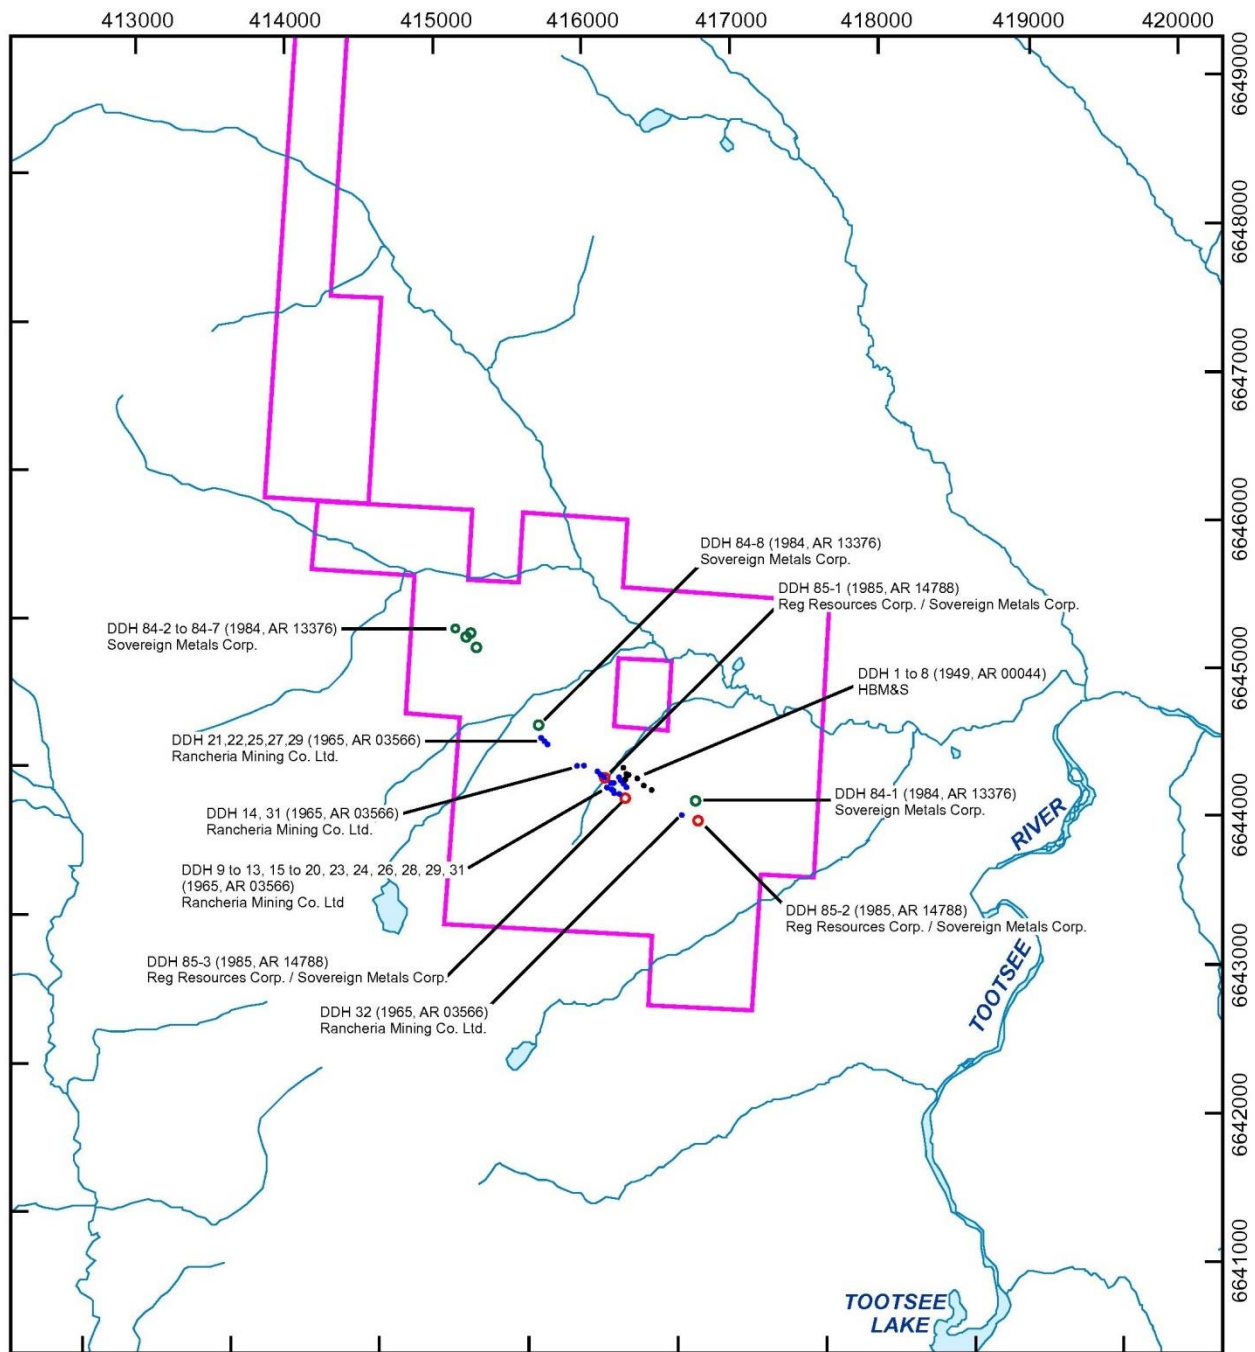 413000 414000 415000 416000 417000 418000 419000 420000
6649000
6648000
6647000
6646000
6645000
6644000
6643000
6642000
6641000
DDH 84-8 (1984, AR 13376)
Sovereign Metals Corp.
DDH 85-1 (1985, AR 14788)
Reg Resources Corp. / Sovereign Metals Corp.
DDH 84-2 to 84-7 (1984, AR 13376)
Sovereign Metals Corp.
DDH 1 to 8 (1949, AR 00044)
HBM&S
DDH 21,22,25,27,29 (1965, AR 03566)
Rancheria Mining Co. Ltd.
DDH 84-1 (1984, AR 13376)
Sovereign Metals Corp.
DDH 14, 31 (1965, AR 03566)
Rancheria Mining Co. Ltd.
DDH 9 to 13, 15 to 20, 23, 24, 26, 28, 29, 31
(1965, AR 03566)
Rancheria Mining Co. Ltd
DDH 85-2 (1985, AR 14788)
Reg Resources Corp. / Sovereign Metals Corp.
DDH 85-3 (1985, AR 14788)
Reg Resources Corp. / Sovereign Metals Corp.
DDH 32 (1965, AR 03566)
Rancheria Mining Co. Ltd.
TOOTSEE RIVER
TOOTSEE
LAKE